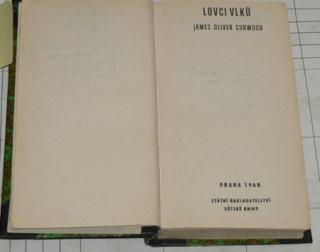 LOVCI VLKŮ
JAMES OLIVER CURWOOD
PRAHA 1968
STÁTNÍ NAKLADATELSTVÍ
DĚTSKÉ KNIHY